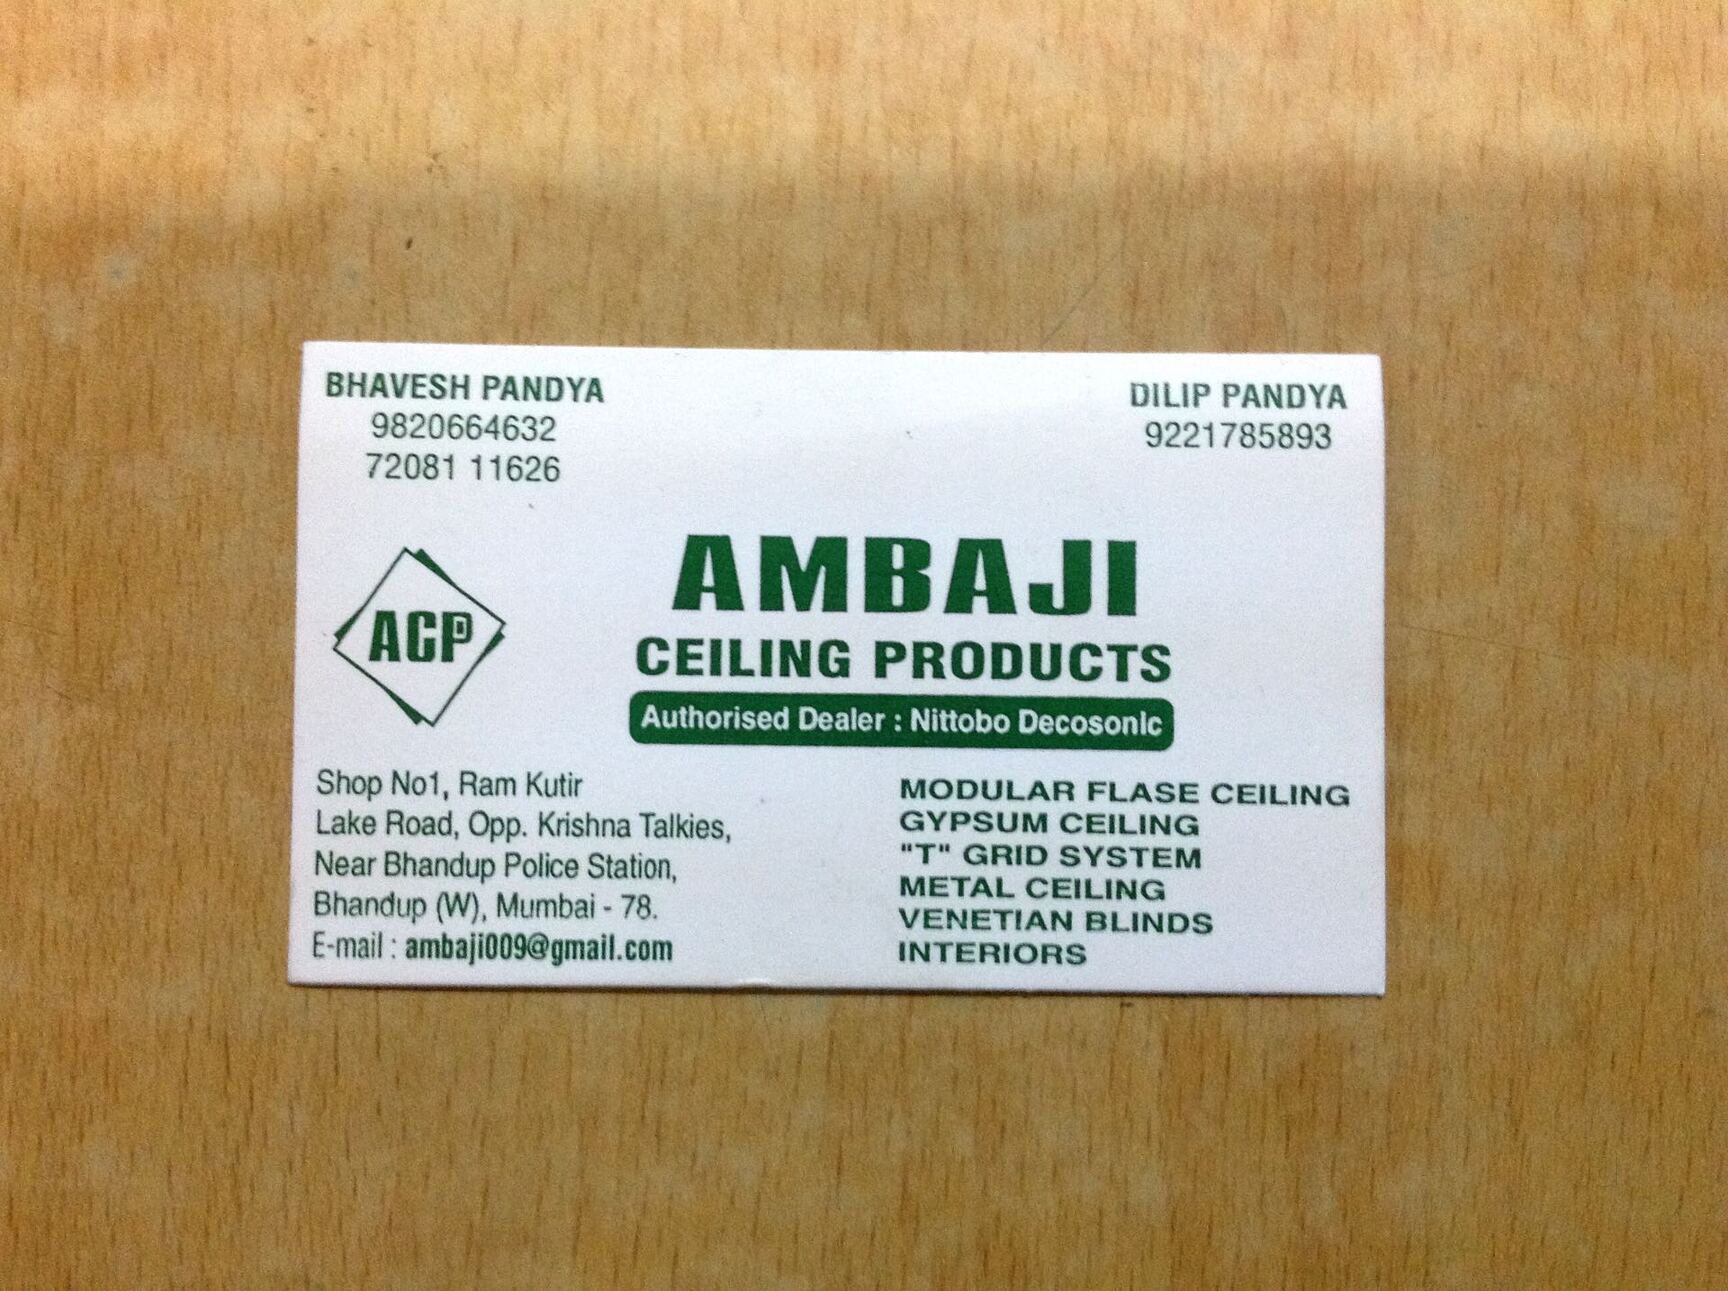 BHAVESH PANDYA
9820664632
72081 11626
DILIP PANDYA
9221785893
ACP
AMBAJI
CEILING PRODUCTS
Authorised Dealer : Nittobo Decosonic
Shop No1, Ram Kutir
Lake Road, Opp. Krishna Talkies,
Near Bhandup Police Station,
Bhandup (W), Mumbai - 78.
E-mail : ambaji009@gmail.com
MODULAR FLASE CEILING
GYPSUM CEILING
"T" GRID SYSTEM
METAL CEILING
VENETIAN BLINDS
INTERIORS